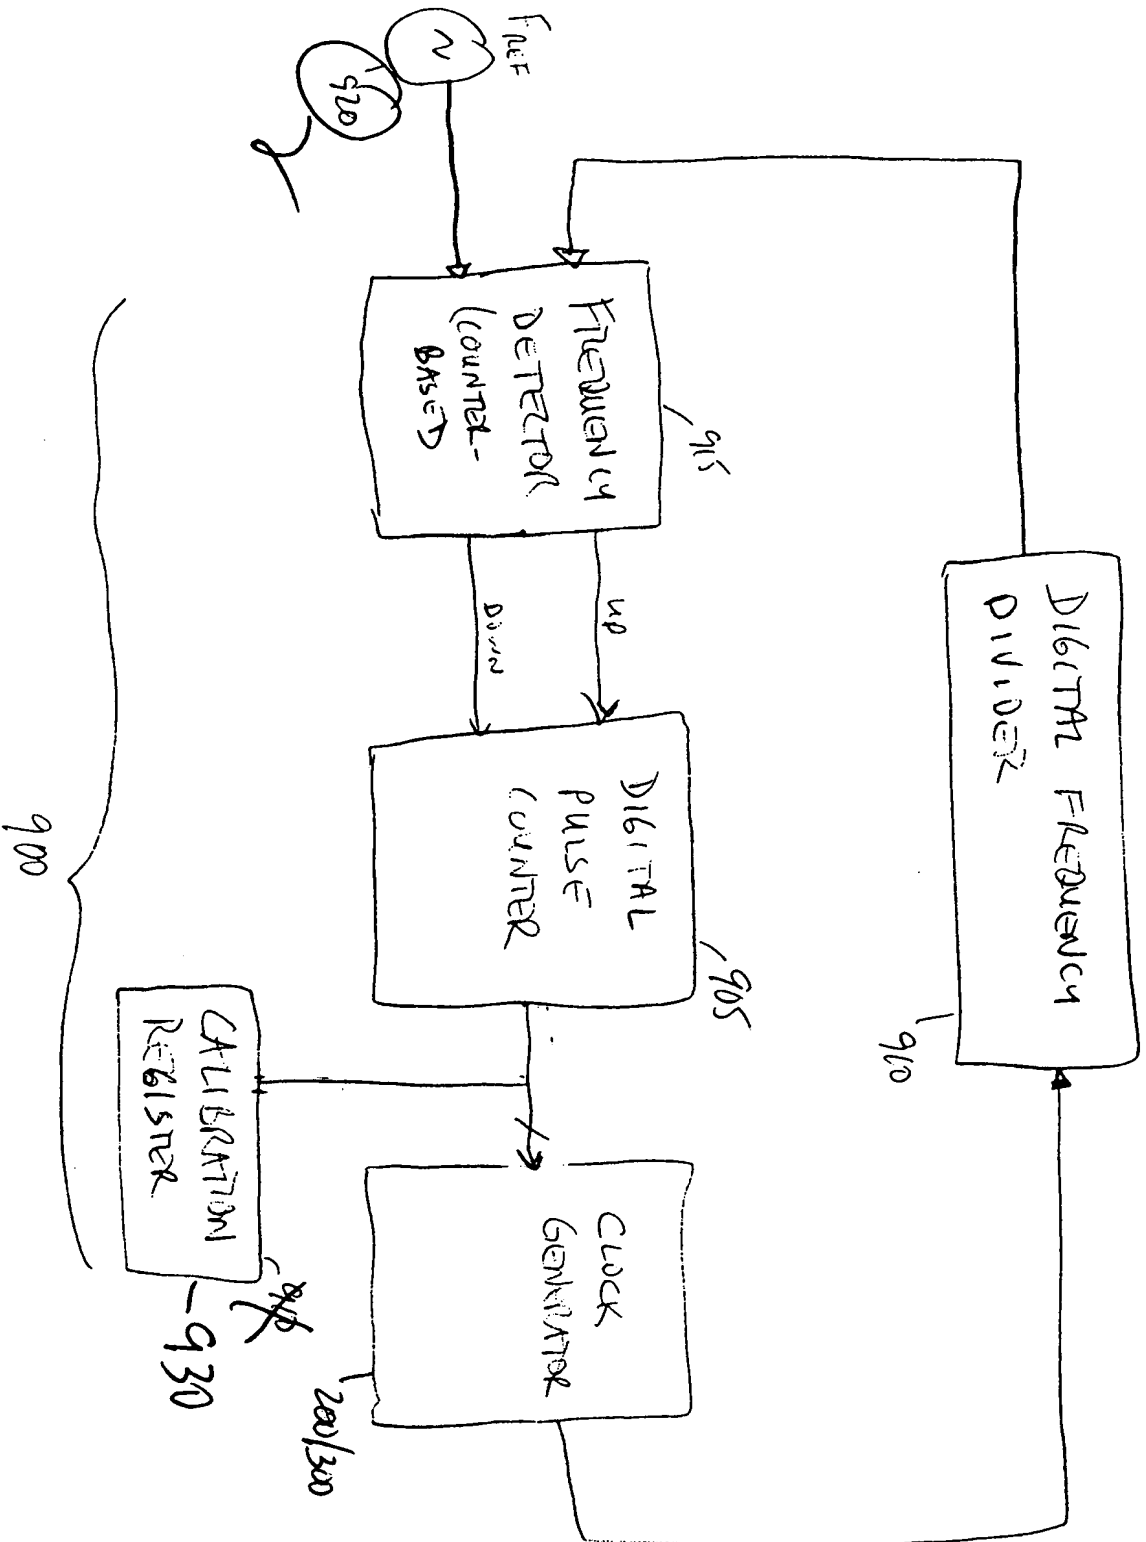 FREF
920
FREQUENCY
DETECTOR
(COUNTER-
BASED
915
UP
DOWN
DIGITAL
PULSE
COUNTER
905
CLOCK
GENERATOR
200/300
DIGITAL FREQUENCY
DIVIDER
910
CALIBRATION
REGISTER
930
900